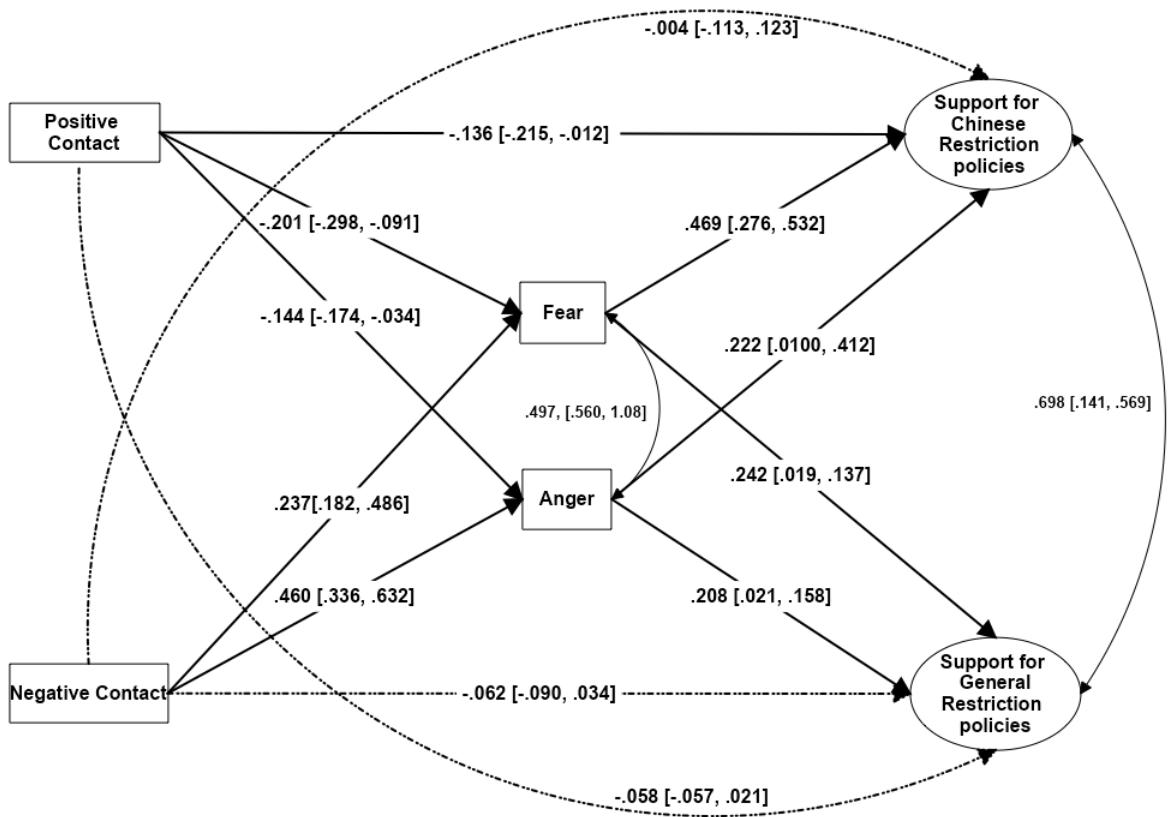 -.004 [-.113, .123]
Positive
Contact
-.136 [-.215, -.012]
Support for
Chinese
Restriction
policies
-.201 [-.298, -.091]
.469 [.276, .532]
Fear
-.144 [-.174, -.034]
.222 [.0100, .412]
.497, [.560, 1.08]
.698 [.141, .569]
.237[.182, .486]
Anger
.242 [.019, .137]
.460 [.336, .632]
.208 [.021, .158]
Negative Contact
-.062 [-.090, .034]
Support for
General
Restriction
policies
-.058 [-.057, .021]